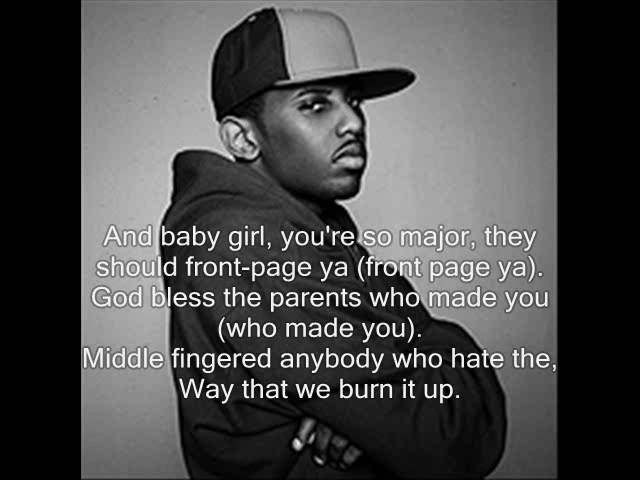 And baby girl, you're so major, they
should front-page ya (front page ya).
God bless the parents who made you
(who made you).
Middle fingered anybody who hate the,
Way that we burn it up.